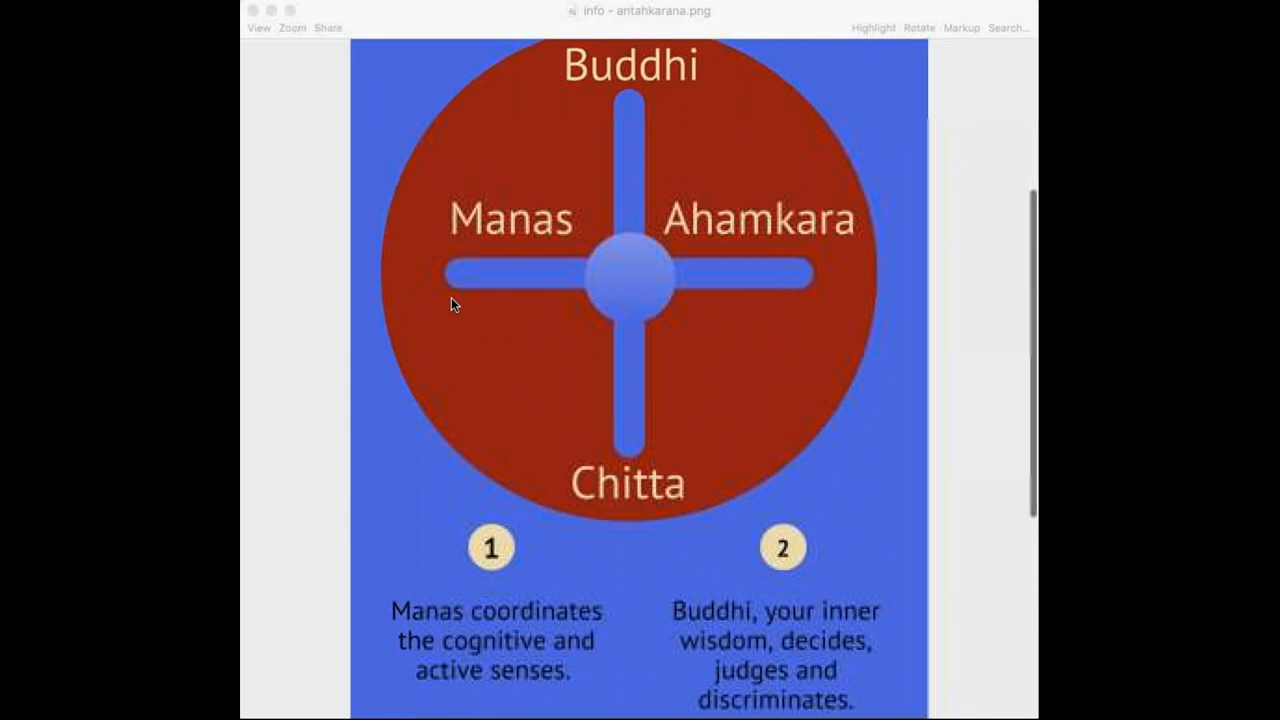 info - antahkarana.png
View Zoom Share Highlight Rotate Markup Search...
Buddhi
Manas Ahamkara
Chitta
1 2
Manas coordinates
the cognitive and
active senses.
Buddhi, your inner
wisdom, decides,
judges and
discriminates.